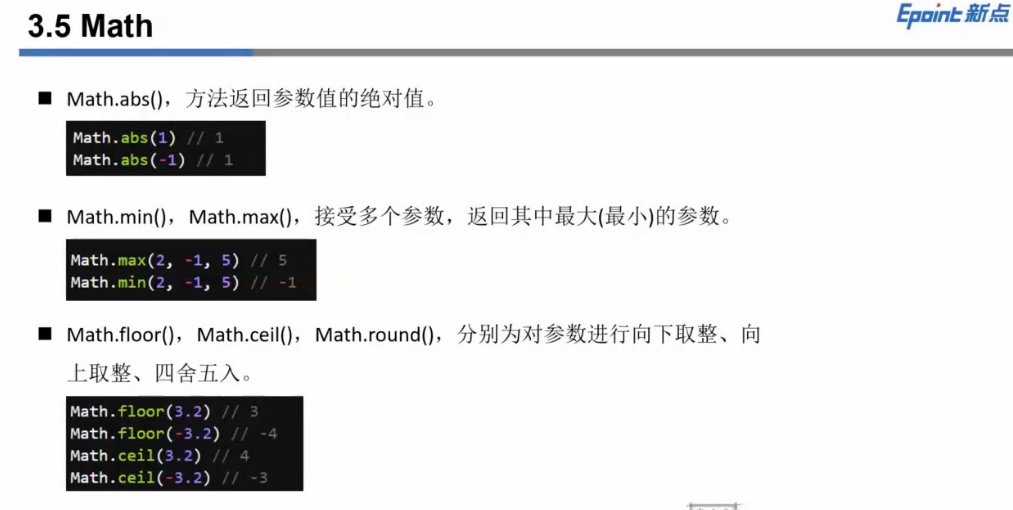 3.5 Math
Epoint 新点
■ Math.abs()，方法返回参数值的绝对值。
Math.abs(1) // 1
Math.abs(-1) // 1
■ Math.min()，Math.max()，接受多个参数，返回其中最大(最小)的参数。
Math.max(2, -1, 5) // 5
Math.min(2, -1, 5) // -1
■ Math.floor()，Math.ceil()，Math.round()，分别为对参数进行向下取整、向
上取整、四舍五入。
Math.floor(3.2) // 3
Math.floor(-3.2) // -4
Math.ceil(3.2) // 4
Math.ceil(-3.2) // -3